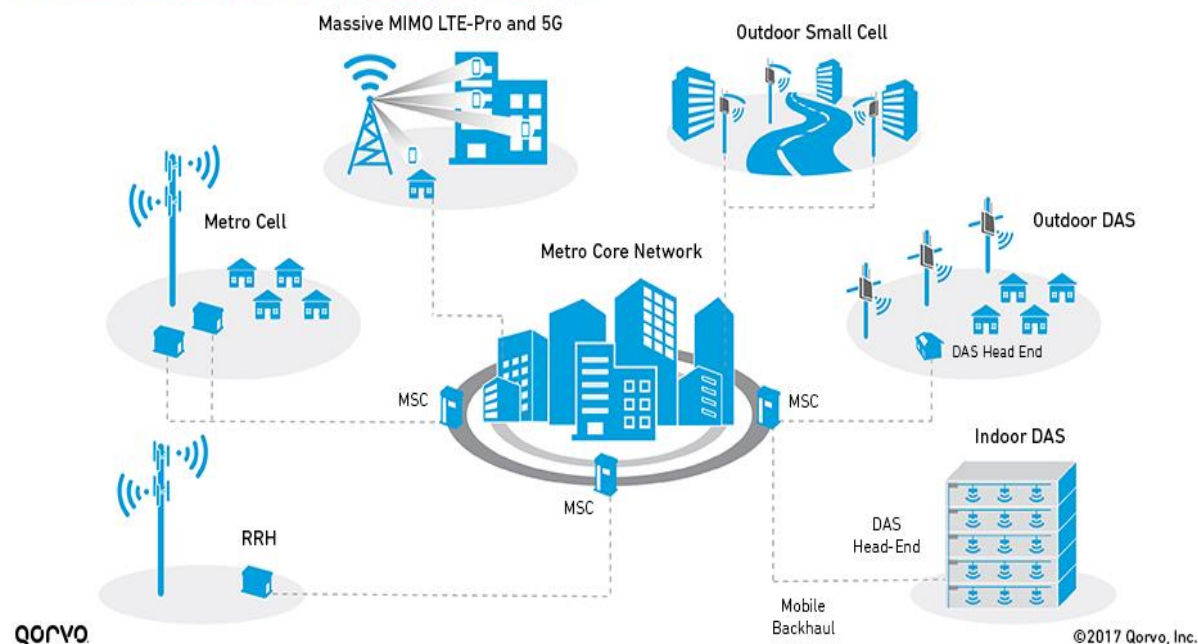 Massive MIMO LTE-Pro and 5G
Outdoor Small Cell
Metro Cell
Metro Core Network
Outdoor DAS
DAS Head End
MSC
MSC
Indoor DAS
MSC
DAS
Head-End
RRH
Mobile
Backhaul
QORVO
©2017 Qorvo, Inc.